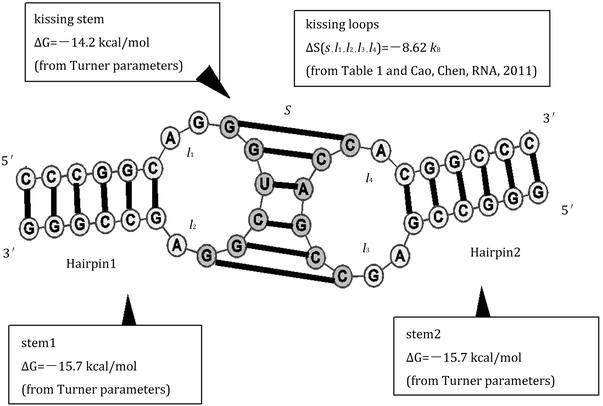 kissing stem
ΔG=－14.2 kcal/mol
(from Turner parameters)
kissing loops
ΔS(s,l1,l2,l3,l4)=－8.62 kB
(from Table 1 and Cao, Chen, RNA, 2011)
S
5′
C C C G G C A G G G U C G G A G C C G G G
3′
l1
l2
Hairpin1
3′
C C C G G C A C C A G C C G A G C C G G G
5′
l4
l3
Hairpin2
stem1
ΔG=－15.7 kcal/mol
(from Turner parameters)
stem2
ΔG=－15.7 kcal/mol
(from Turner parameters)